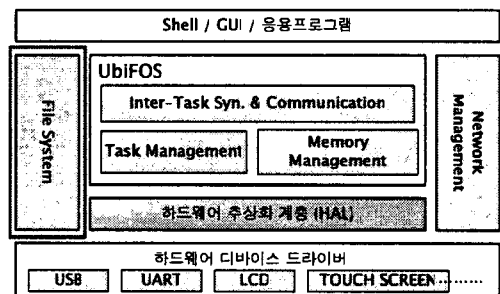 Shell / GUI / 응용프로그램
File System
UbiFOS
Inter-Task Syn. & Communication
Task Management
Memory
Management
Network
Management
하드웨어 추상화 계층 (HAL)
하드웨어 디바이스 드라이버
USB UART LCD TOUCH SCREEN ..........